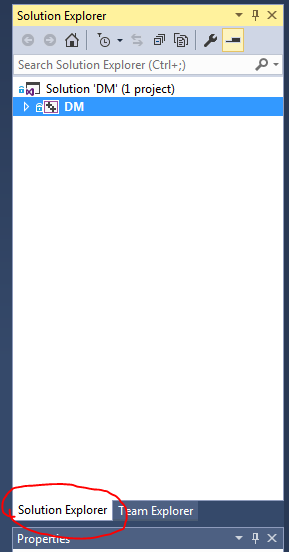 Solution Explorer
Search Solution Explorer (Ctrl+;)
Solution 'DM' (1 project)
DM
Solution Explorer
Team Explorer
Properties